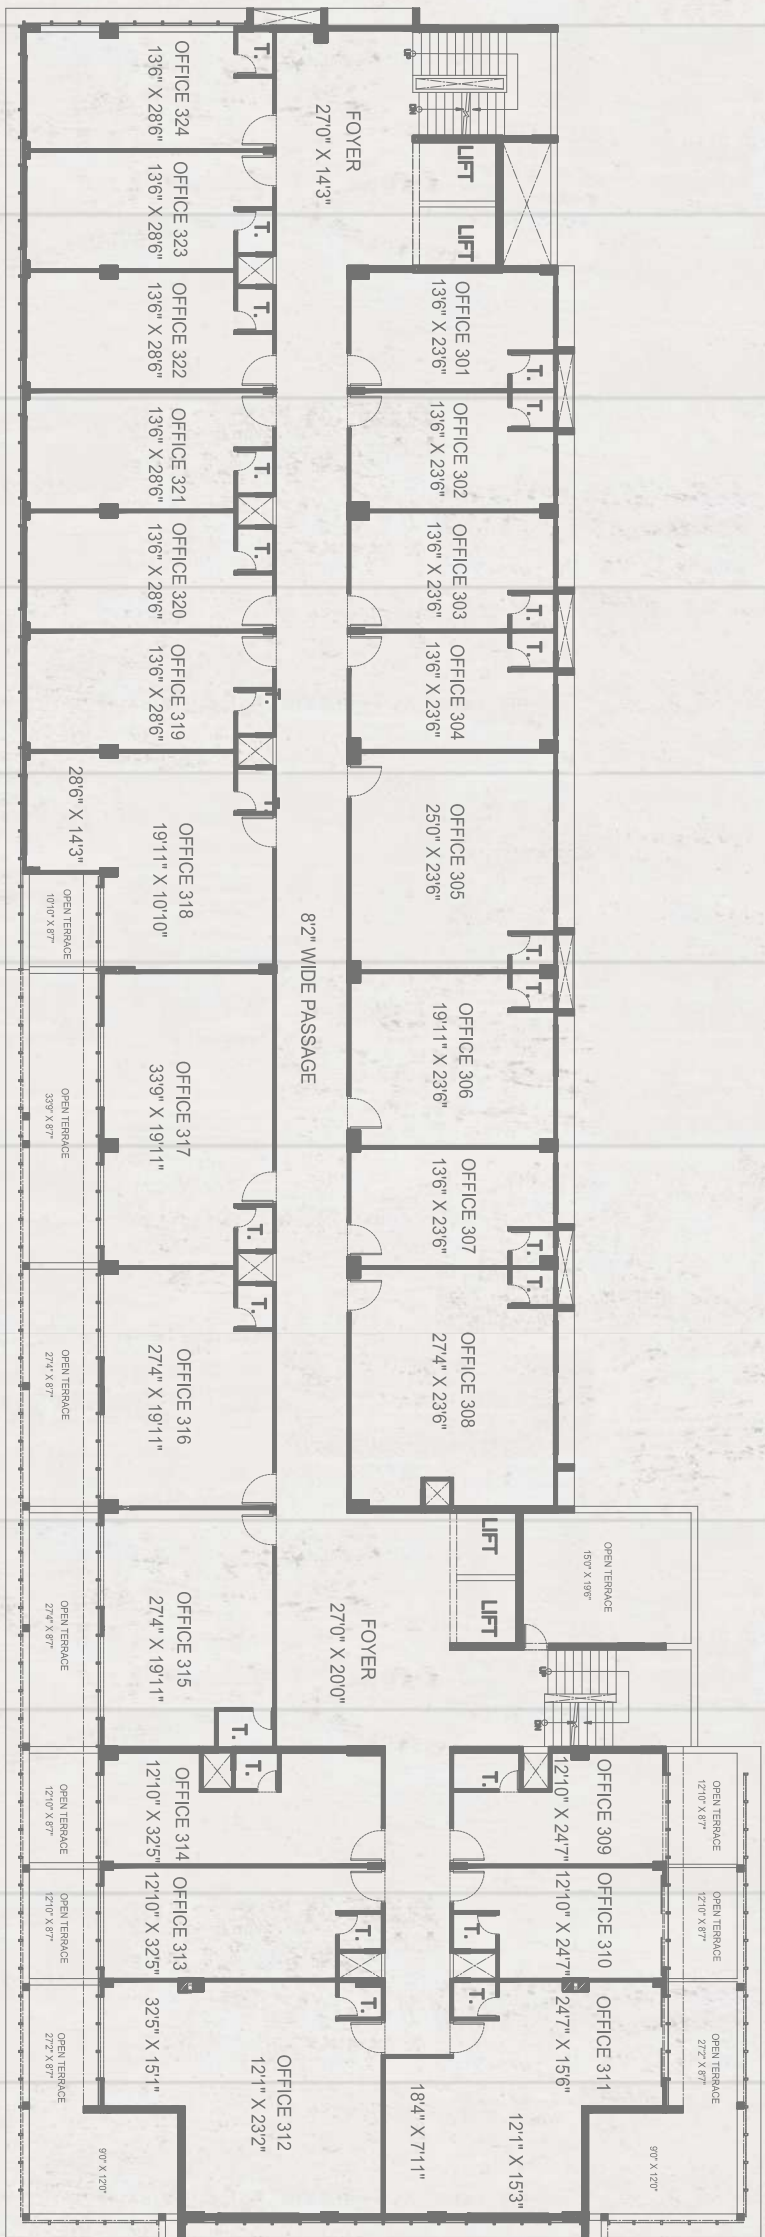 OFFICE 324
13'6" X 28'6"
T.
OFFICE 323
13'6" X 28'6"
T.
OFFICE 322
13'6" X 28'6"
T.
OFFICE 321
13'6" X 28'6"
T.
OFFICE 320
13'6" X 28'6"
T.
OFFICE 319
13'6" X 28'6"
T.
OFFICE 318
19'11" X 10'10"
28'6" X 14'3"
T.
OPEN TERRACE
10'10" X 8'7"
OFFICE 317
33'9" X 19'11"
T.
OPEN TERRACE
33'9" X 8'7"
OFFICE 316
27'4" X 19'11"
T.
OPEN TERRACE
27'4" X 8'7"
OFFICE 315
27'4" X 19'11"
T.
OPEN TERRACE
27'4" X 8'7"
OFFICE 314
12'10" X 32'5"
T.
OPEN TERRACE
12'10" X 8'7"
OFFICE 313
12'10" X 32'5"
T.
OPEN TERRACE
12'10" X 8'7"
OFFICE 312
12'1" X 23'2"
32'5" X 15'1"
T.
OPEN TERRACE
27'2" X 8'7"
9'0" X 12'0"
FOYER
27'0" X 14'3"
8'2" WIDE PASSAGE
FOYER
27'0" X 20'0"
UP
DN
LIFT
LIFT
OFFICE 301
13'6" X 23'6"
T.
OFFICE 302
13'6" X 23'6"
T.
OFFICE 303
13'6" X 23'6"
T.
OFFICE 304
13'6" X 23'6"
T.
OFFICE 305
25'0" X 23'6"
T.
OFFICE 306
19'11" X 23'6"
T.
OFFICE 307
13'6" X 23'6"
T.
OFFICE 308
27'4" X 23'6"
T.
LIFT
LIFT
OPEN TERRACE
15'0" X 19'6"
UP
DN
OFFICE 309
12'10" X 24'7"
T.
OPEN TERRACE
12'10" X 8'7"
OFFICE 310
12'10" X 24'7"
T.
OPEN TERRACE
12'10" X 8'7"
OFFICE 311
24'7" X 15'6"
T.
12'1" X 15'3"
18'4" X 7'11"
OPEN TERRACE
27'2" X 8'7"
9'0" X 12'0"